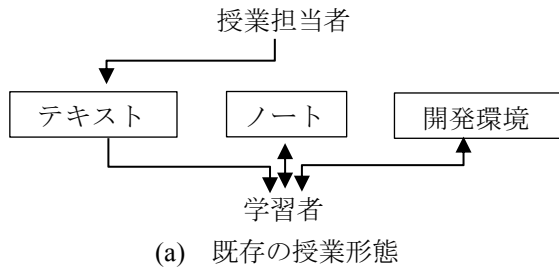 授業担当者
テキスト
ノート
開発環境
学習者
(a) 既存の授業形態